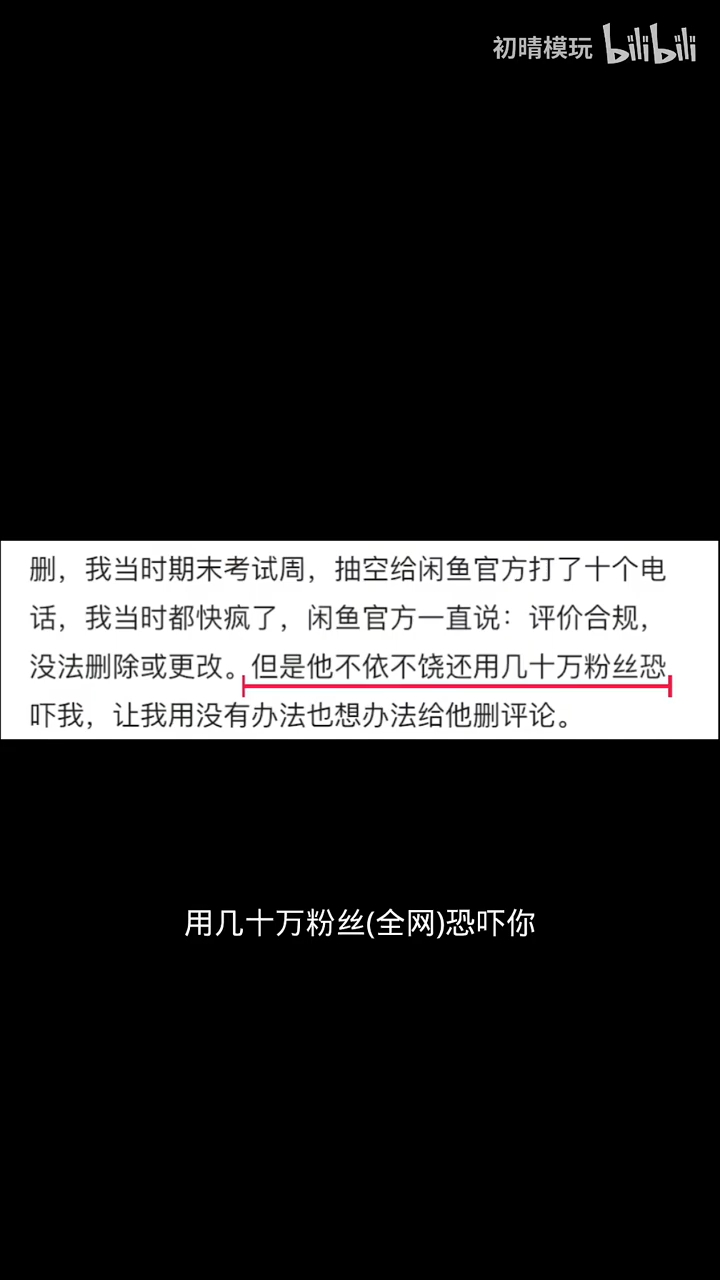 初晴模玩 bilibili
删，我当时期末考试周，抽空给闲鱼官方打了十个电
话，我当时都快疯了，闲鱼官方一直说：评价合规，
没法删除或更改。但是他不依不饶还用几十万粉丝恐
吓我，让我用没有办法也想办法给他删评论。
用几十万粉丝(全网)恐吓你